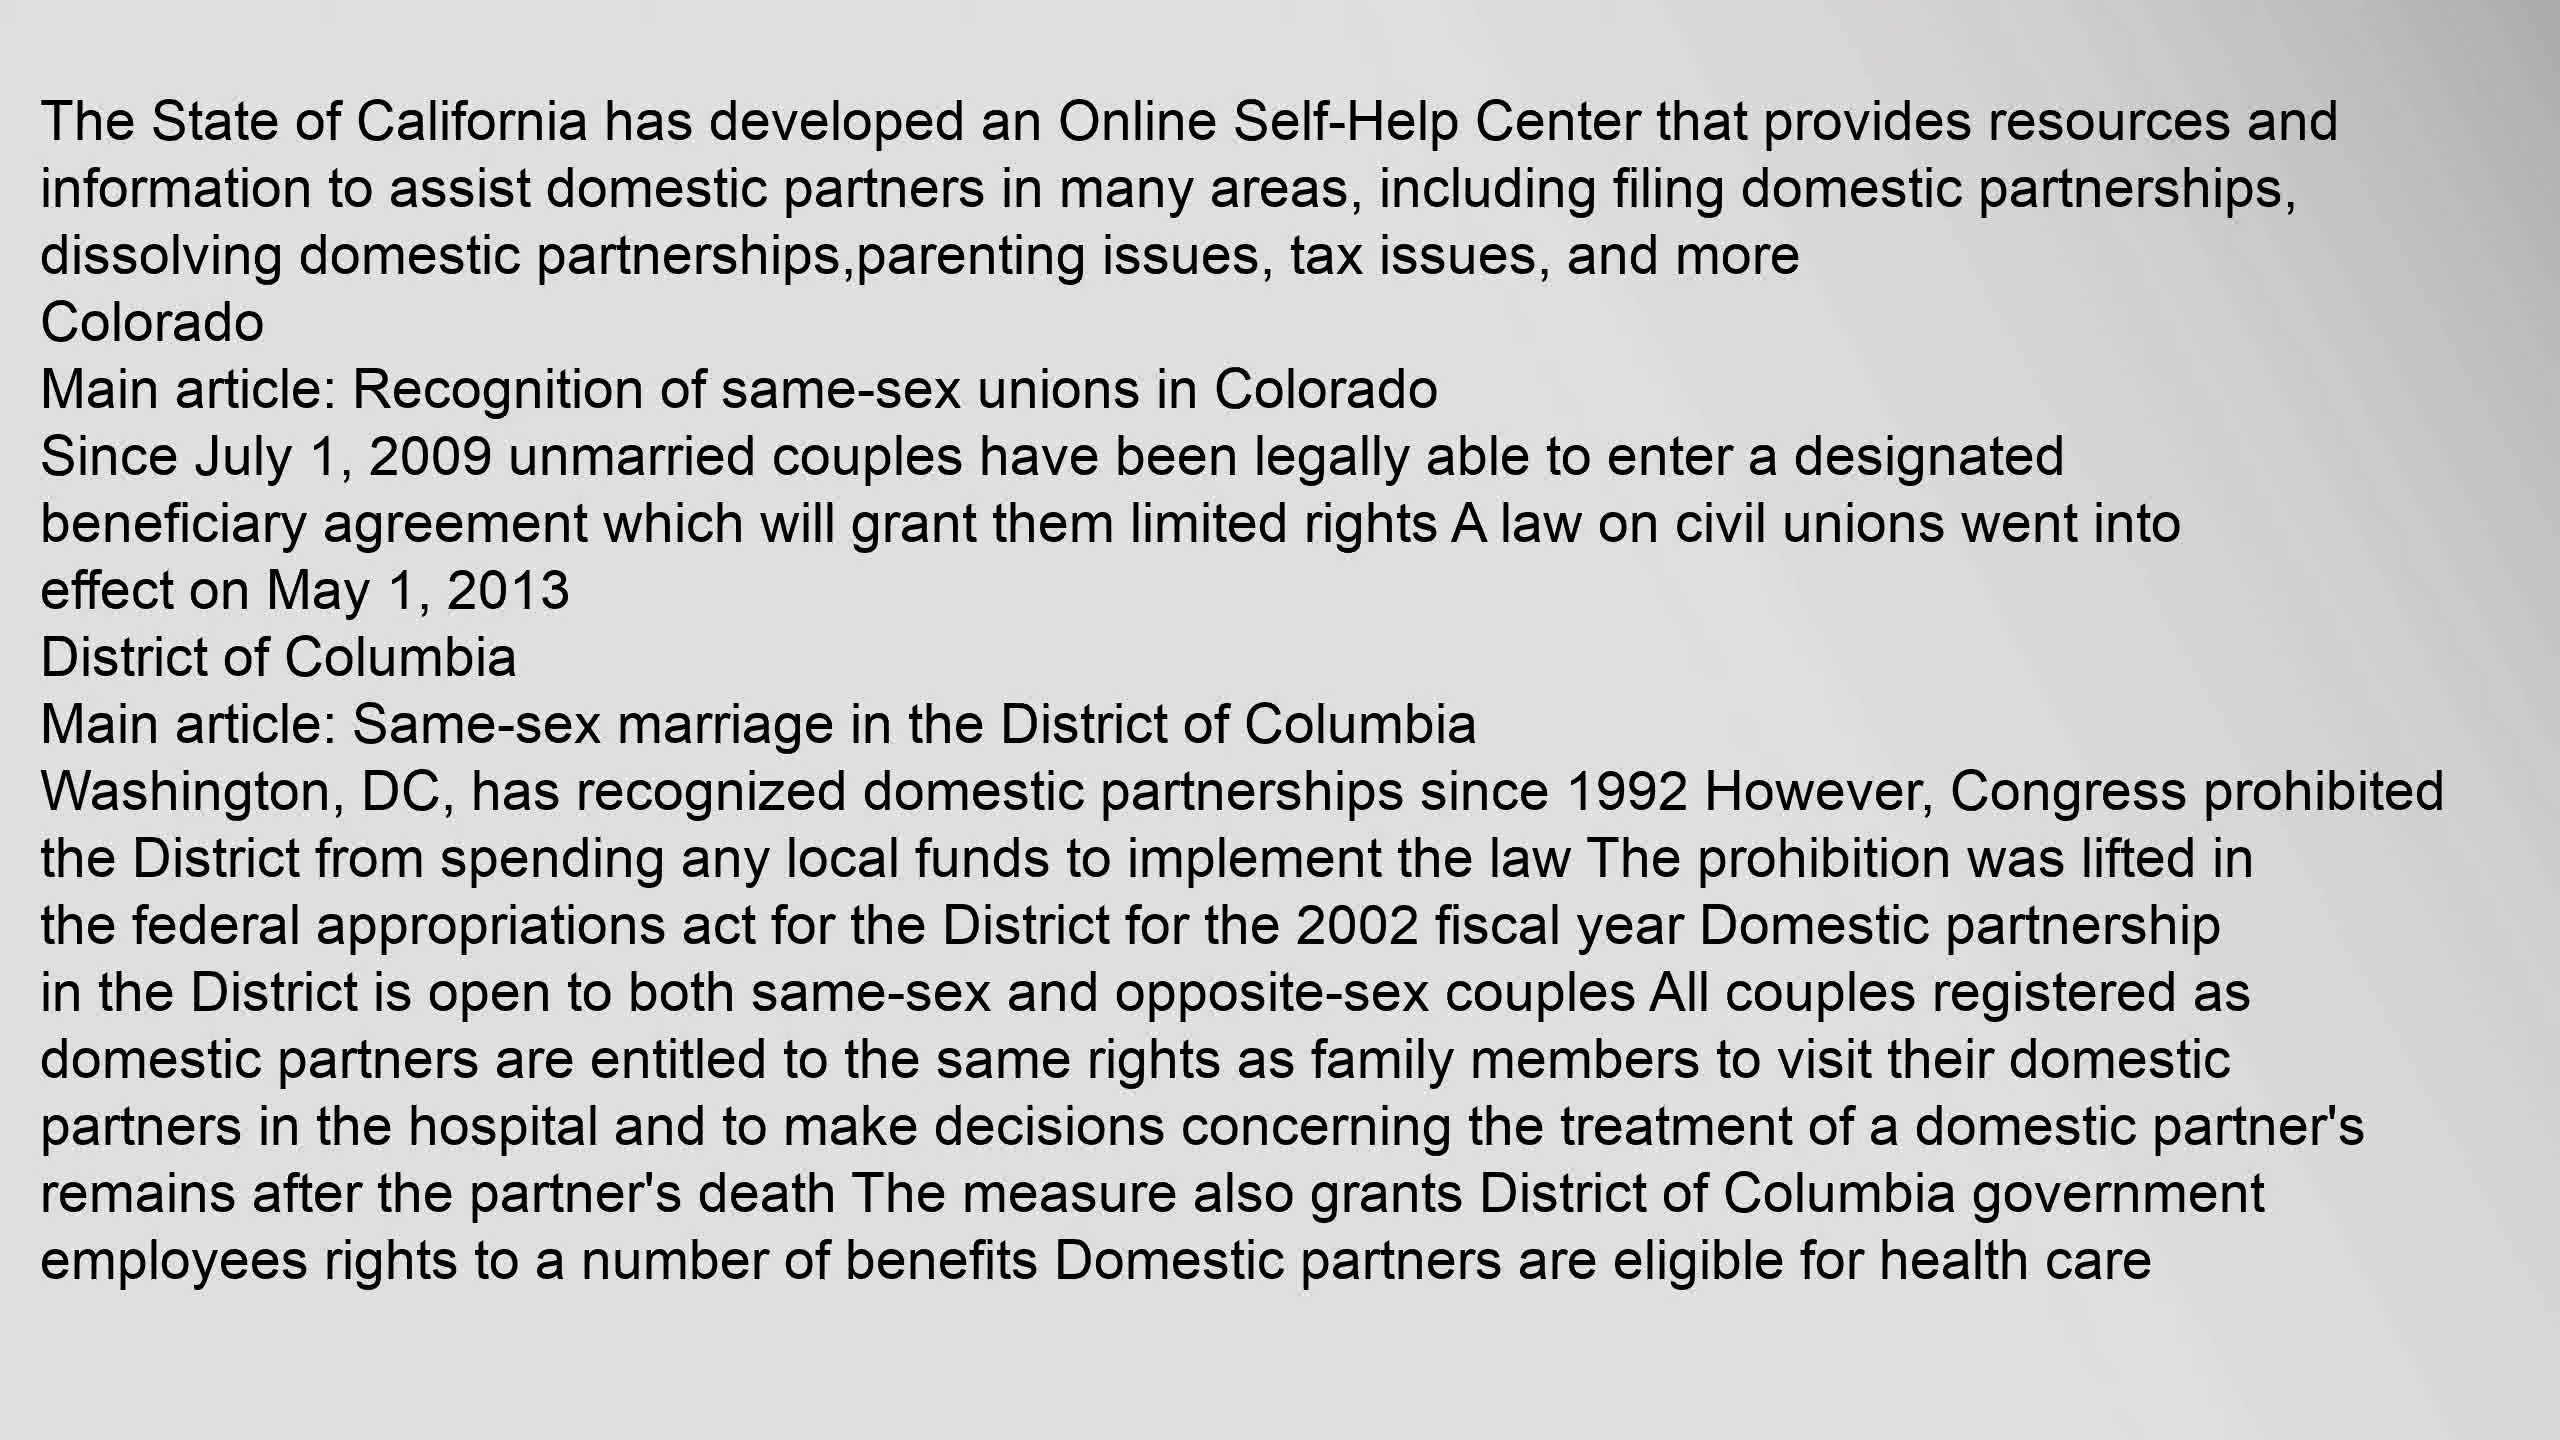 The State of California has developed an Online Self-Help Center that provides resources and
information to assist domestic partners in many areas, including filing domestic partnerships,
dissolving domestic partnerships,parenting issues, tax issues, and more
Colorado
Main article: Recognition of same-sex unions in Colorado
Since July 1, 2009 unmarried couples have been legally able to enter a designated
beneficiary agreement which will grant them limited rights A law on civil unions went into
effect on May 1, 2013
District of Columbia
Main article: Same-sex marriage in the District of Columbia
Washington, DC, has recognized domestic partnerships since 1992 However, Congress prohibited
the District from spending any local funds to implement the law The prohibition was lifted in
the federal appropriations act for the District for the 2002 fiscal year Domestic partnership
in the District is open to both same-sex and opposite-sex couples All couples registered as
domestic partners are entitled to the same rights as family members to visit their domestic
partners in the hospital and to make decisions concerning the treatment of a domestic partner's
remains after the partner's death The measure also grants District of Columbia government
employees rights to a number of benefits Domestic partners are eligible for health care